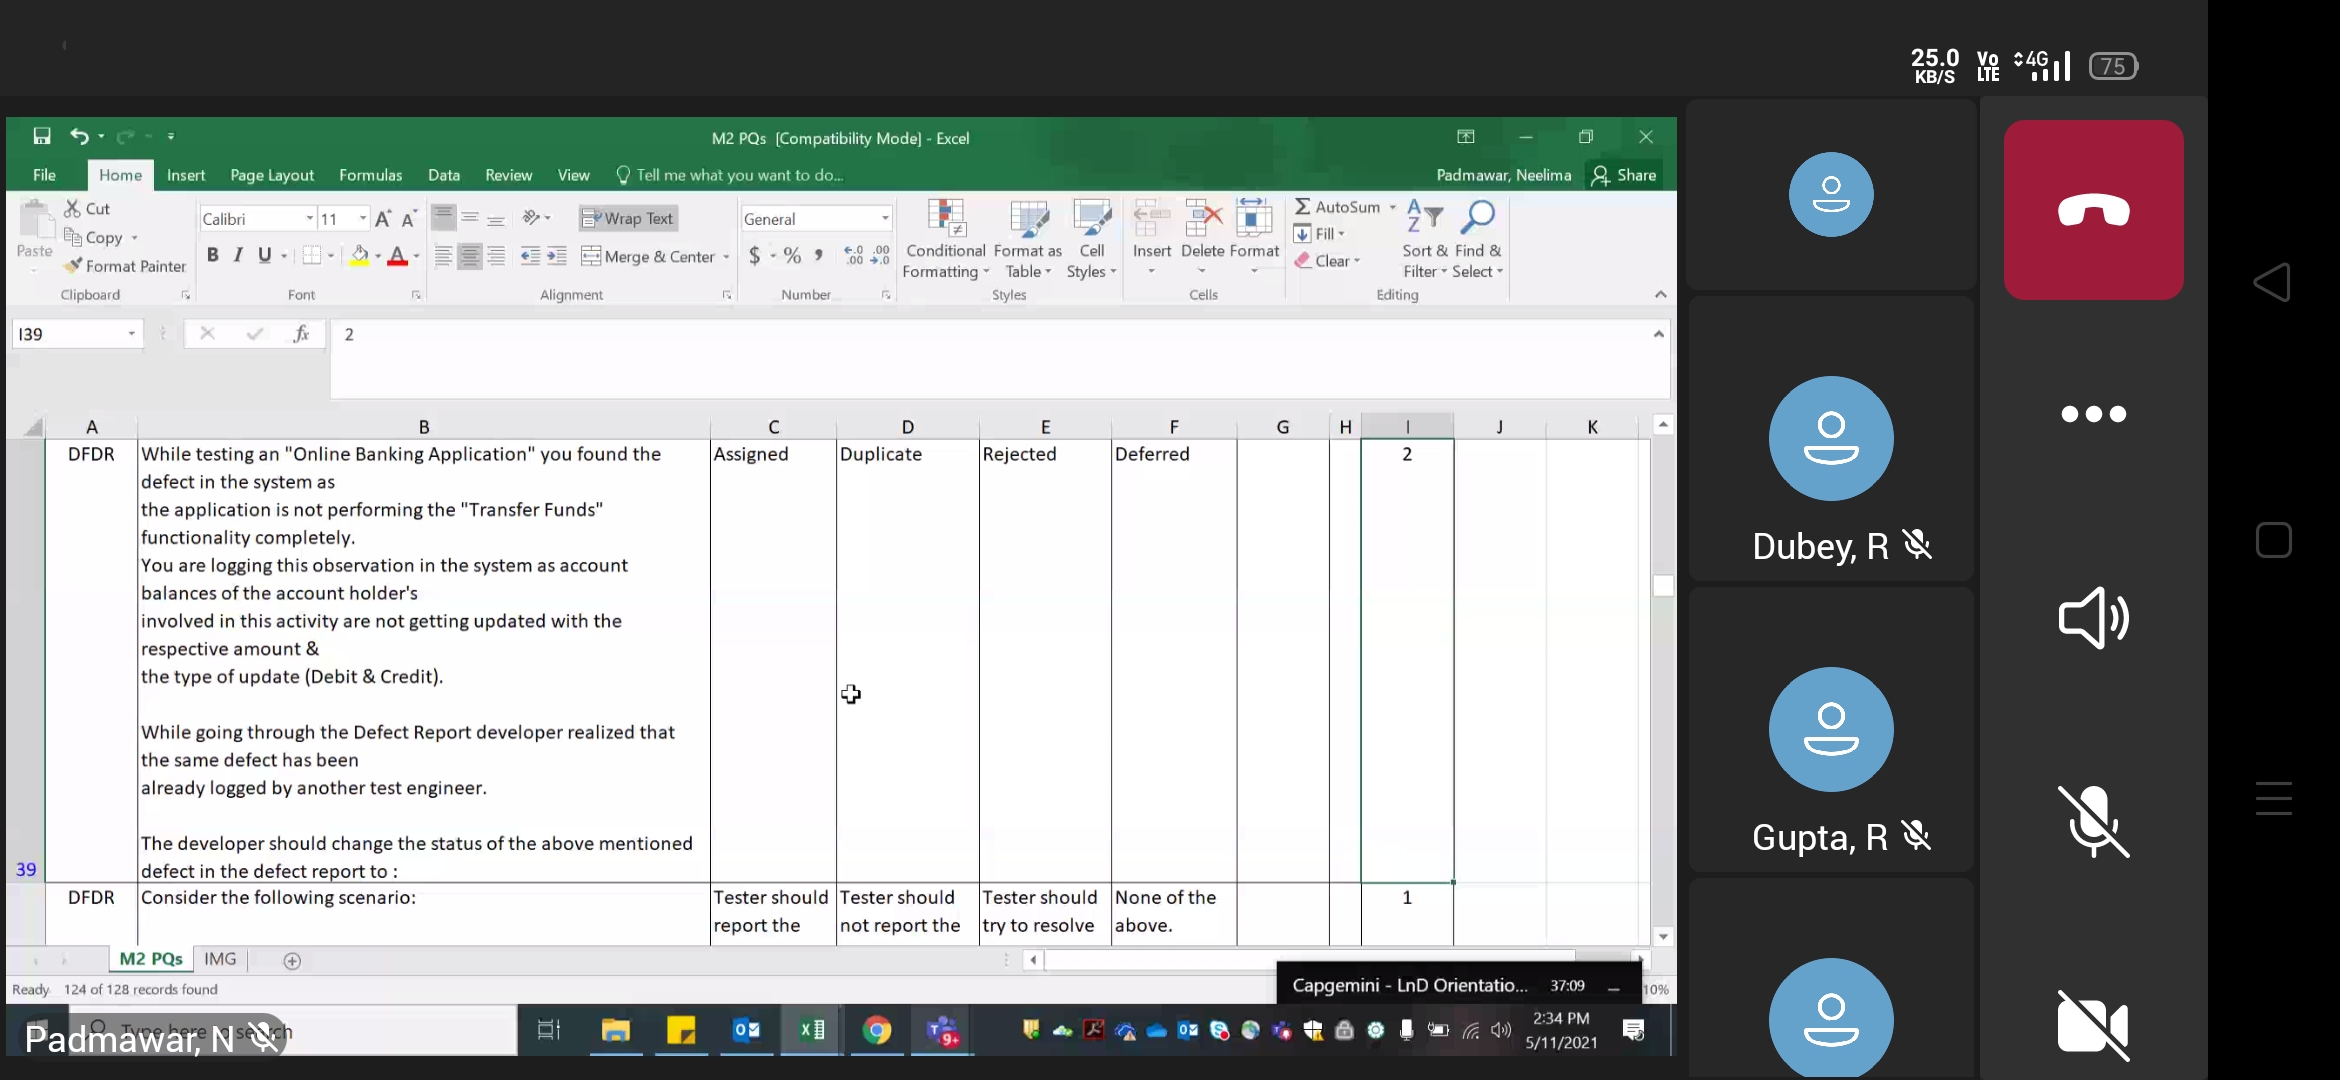 25.0 KB/S Vo LTE 4G 75
M2 PQs [Compatibility Mode] - Excel
File Home Insert Page Layout Formulas Data Review View Tell me what you want to do... Padmawar, Neelima Share
Paste Cut Copy Format Painter
Calibri 11 A A
B I U A
Wrap Text
Merge & Center
General
$ % , .0 .00 .00 .0
Conditional Formatting Format as Table Cell Styles
Insert Delete Format
AutoSum Fill Clear
A Z Sort & Filter Find & Select
Clipboard Font Alignment Number Styles Cells Editing
I39 fx 2
A B C D E F G H I J K
39
DFDR
While testing an "Online Banking Application" you found the
defect in the system as
the application is not performing the "Transfer Funds"
functionality completely.
You are logging this observation in the system as account
balances of the account holder's
involved in this activity are not getting updated with the
respective amount &
the type of update (Debit & Credit).
While going through the Defect Report developer realized that
the same defect has been
already logged by another test engineer.
The developer should change the status of the above mentioned
defect in the defect report to :
Assigned Duplicate Rejected Deferred 2
DFDR Consider the following scenario:
Tester should
report the
Tester should
not report the
Tester should
try to resolve
None of the
above.
1
M2 PQs IMG
Ready 124 of 128 records found
Capgemini - LnD Orientatio... 37:09
10%
Type here to search
Padmawar, N
9+
2:34 PM
5/11/2021
Dubey, R
Gupta, R